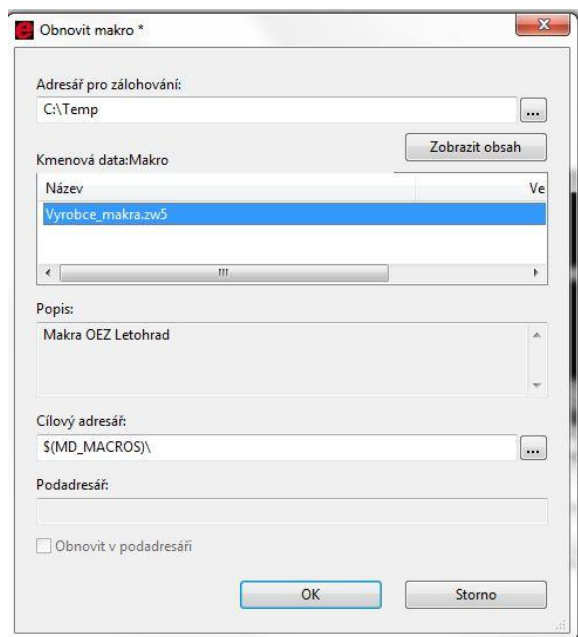 Obnovit makro *
Adresář pro zálohování:
C:\Temp
...
Zobrazit obsah
Kmenová data:Makro
Název Ve
Vyrobce_makra.zw5
Popis:
Makra OEZ Letohrad
Cílový adresář:
$(MD_MACROS)\
...
Podadresář:
Obnovit v podadresáři
OK Storno